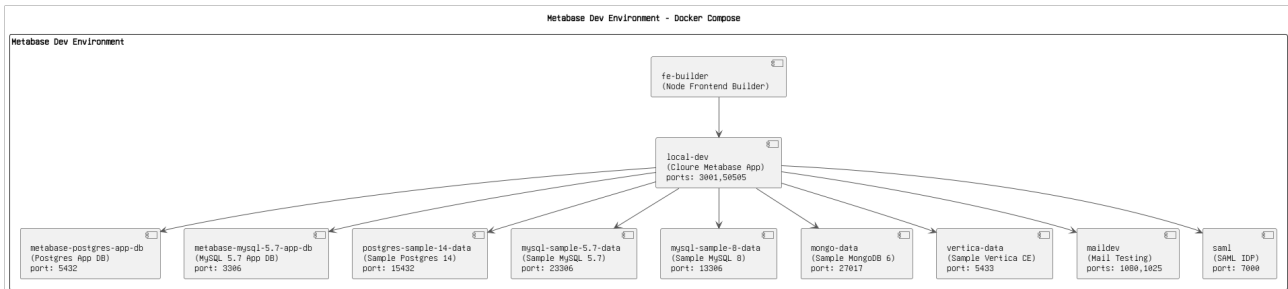 Metabase Dev Environment - Docker Compose
Metabase Dev Environment
fe-builder
(Node Frontend Builder)
local-dev
(Cloure Metabase App)
ports: 3001,50505
metabase-postgres-app-db
(Postgres App DB)
port: 5432
metabase-mysql-5.7-app-db
(MySQL 5.7 App DB)
port: 3306
postgres-sample-14-data
(Sample Postgres 14)
port: 15432
mysql-sample-5.7-data
(Sample MySQL 5.7)
port: 23306
mysql-sample-8-data
(Sample MySQL 8)
port: 13306
mongo-data
(Sample MongoDB 6)
port: 27017
vertica-data
(Sample Vertica CE)
port: 5433
maildev
(Mail Testing)
ports: 1080,1025
saml
(SAML IDP)
port: 7000